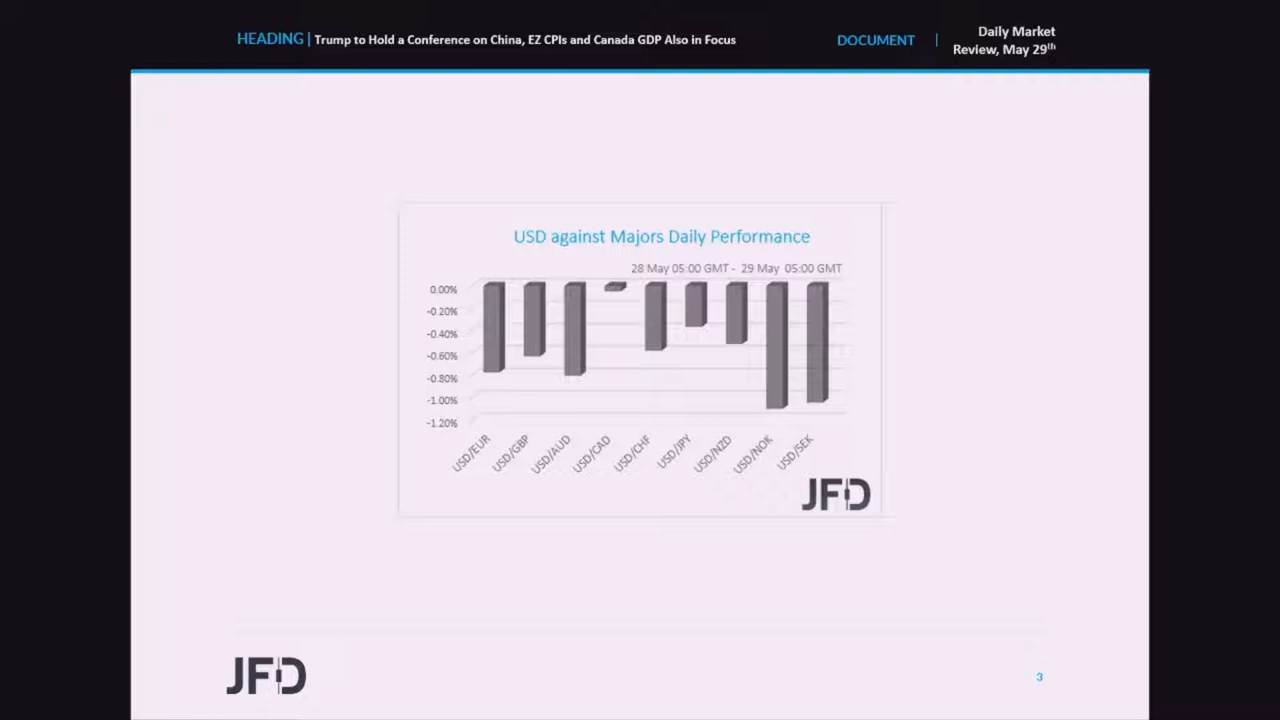 HEADING | Trump to Hold a Conference on China, EZ CPIs and Canada GDP Also in Focus
DOCUMENT | Daily Market
Review, May 29th
USD against Majors Daily Performance
28 May 05:00 GMT - 29 May 05:00 GMT
0.00%
-0.20%
-0.40%
-0.60%
-0.80%
-1.00%
-1.20%
USD/EUR
USD/GBP
USD/AUD
USD/CAD
USD/CHF
USD/JPY
USD/NZD
USD/NOK
USD/SEK
JFD
JFD
3